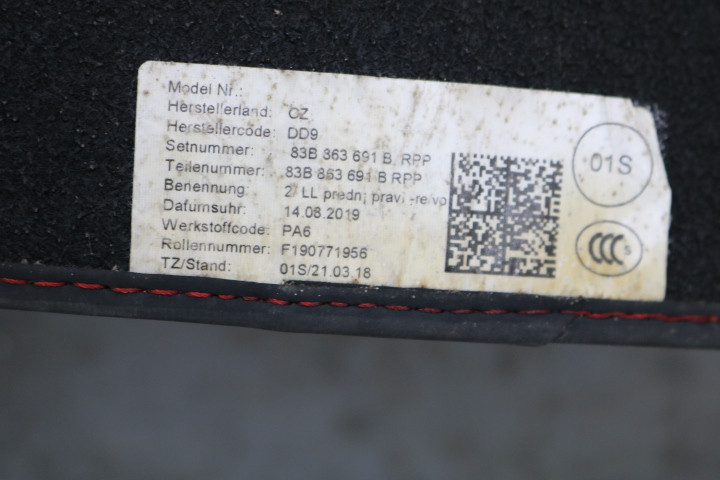 Model Nr.:
Herstellerland: CZ
Herstellercode: DD9
Setnummer: 83B 863 691 B RPP
Teilenummer: 83B 863 691 B RPP
Benennung: 2/ LL predn; pravi -re/vo
Dafumsuhr: 14.08.2019
Werkstoffcode: PA6
Rollennummer: F190771956
TZ/Stand: 01S/21.03.18
01S
CCC S